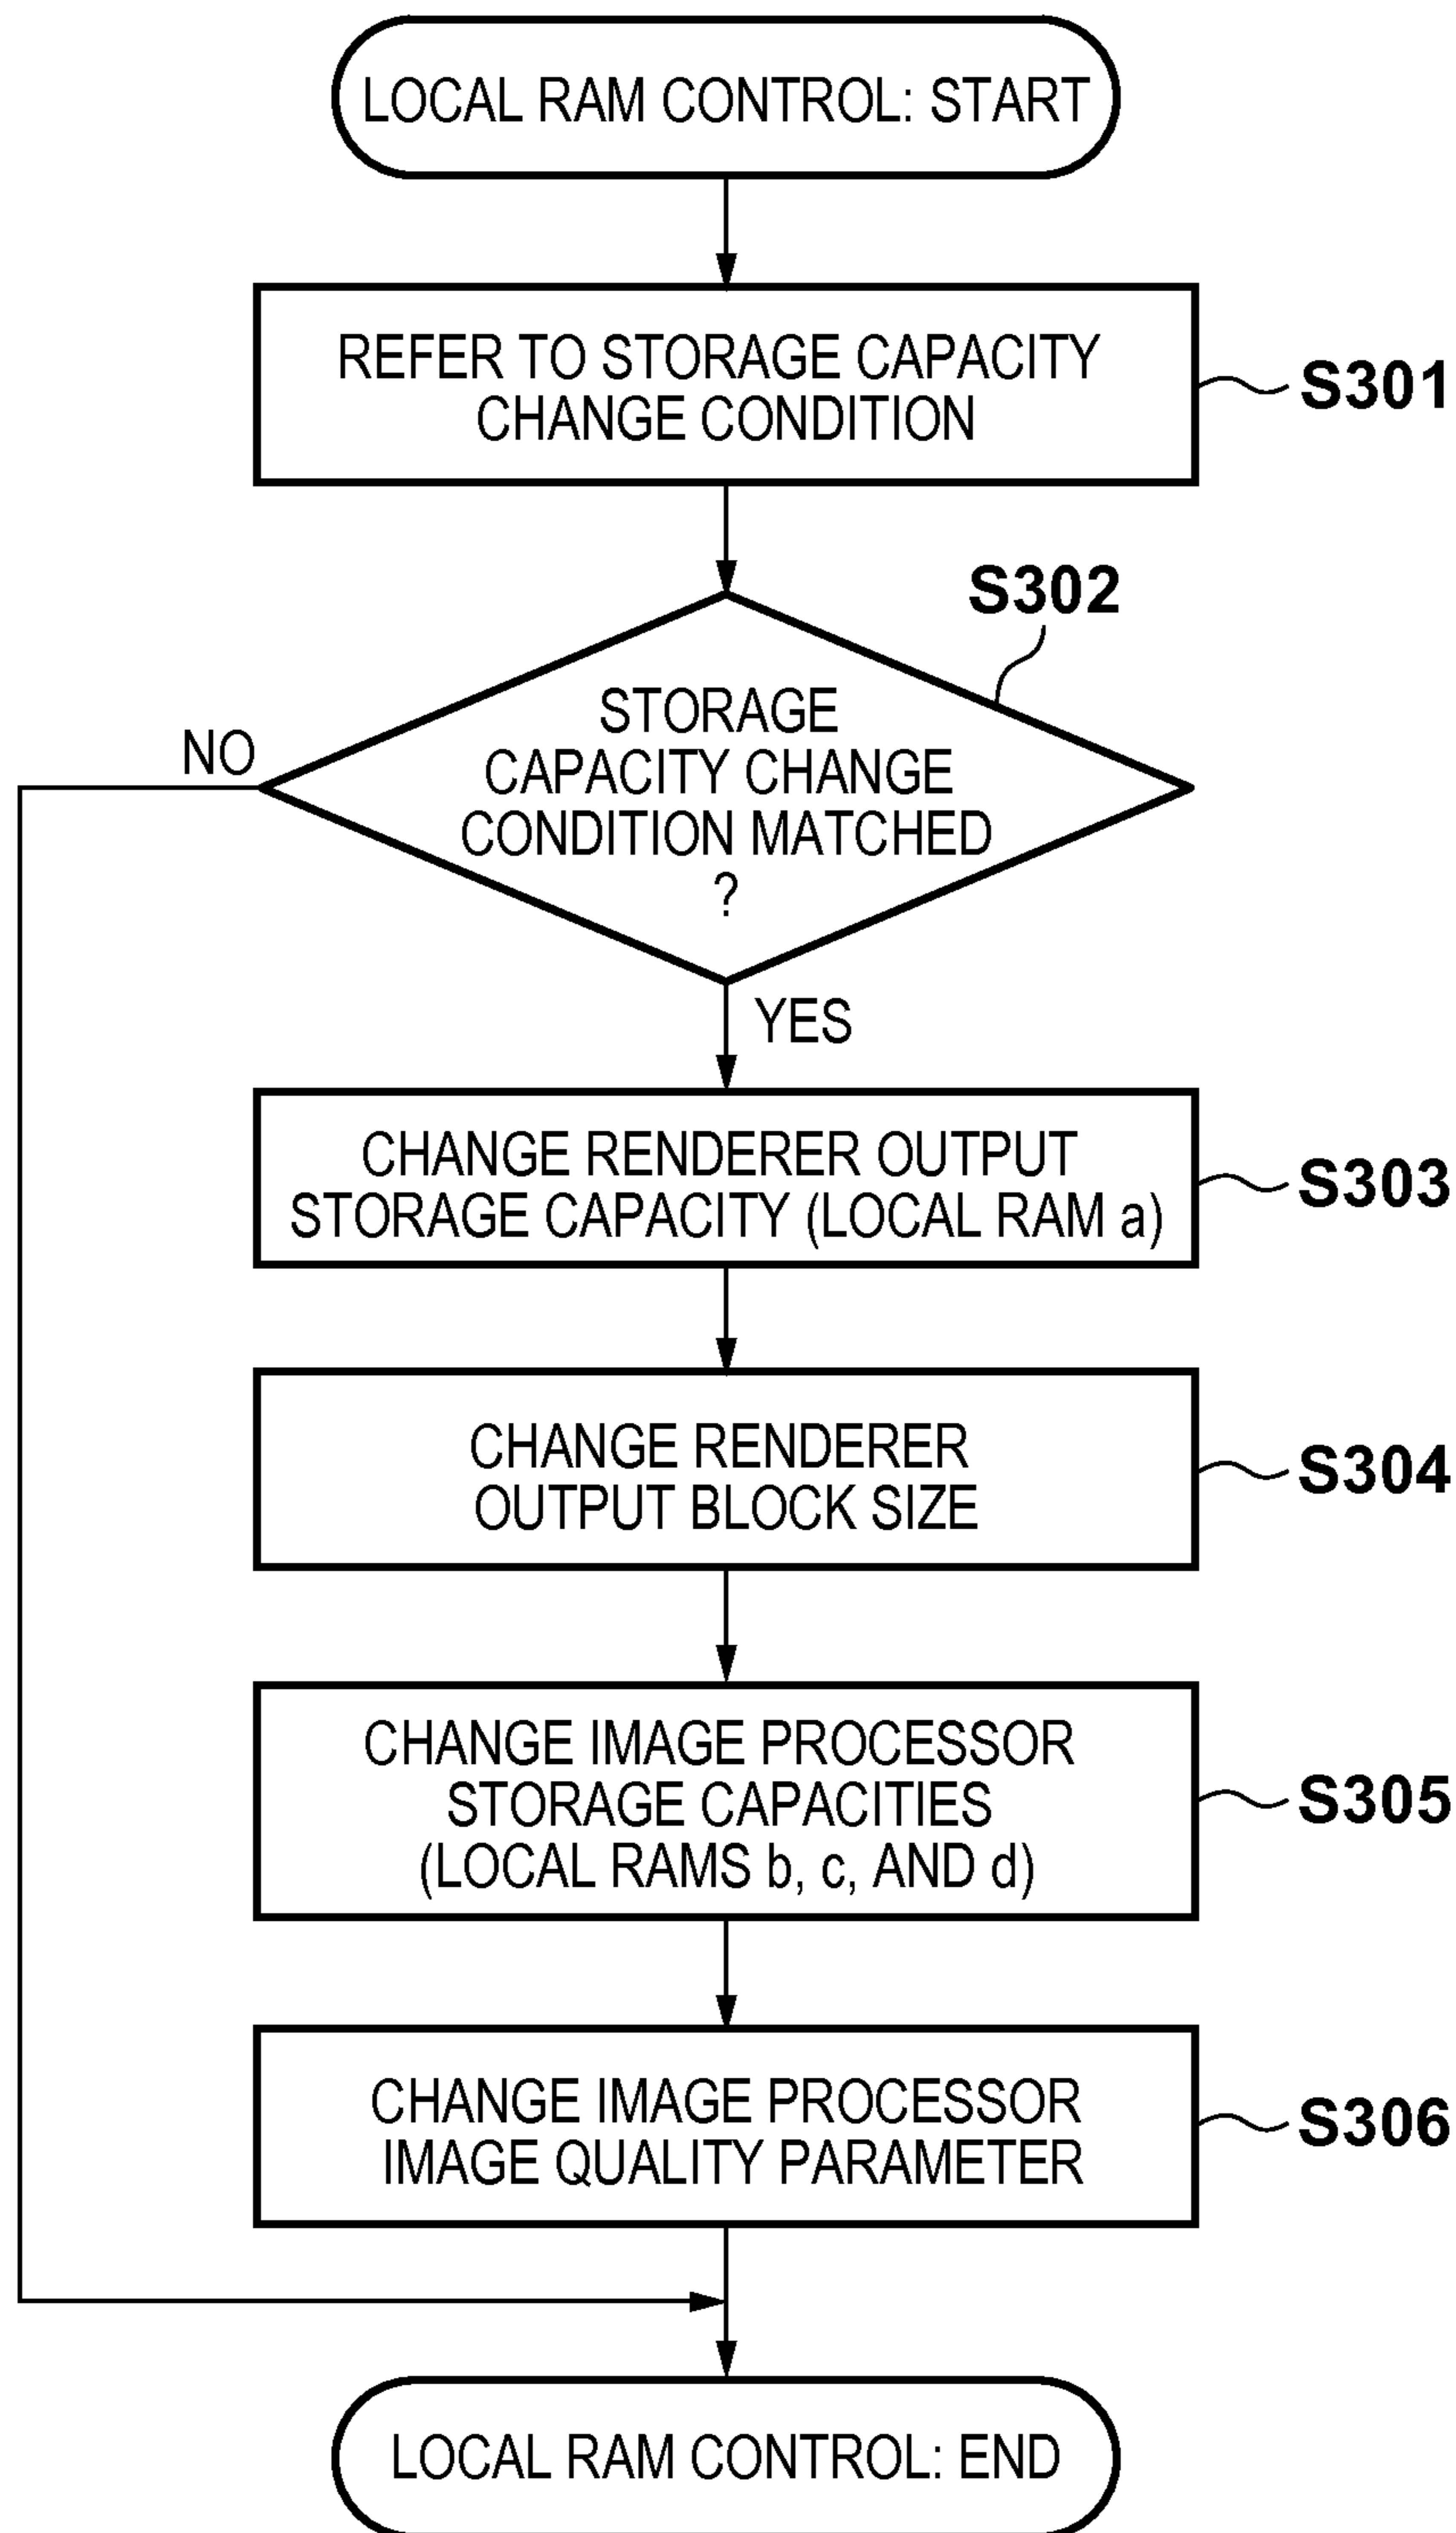 LOCAL RAM CONTROL: START
REFER TO STORAGE CAPACITY
CHANGE CONDITION
S301
S302
STORAGE
CAPACITY CHANGE
CONDITION MATCHED
?
NO
YES
CHANGE RENDERER OUTPUT
STORAGE CAPACITY (LOCAL RAM a)
S303
CHANGE RENDERER
OUTPUT BLOCK SIZE
S304
CHANGE IMAGE PROCESSOR
STORAGE CAPACITIES
(LOCAL RAMS b, c, AND d)
S305
CHANGE IMAGE PROCESSOR
IMAGE QUALITY PARAMETER
S306
LOCAL RAM CONTROL: END